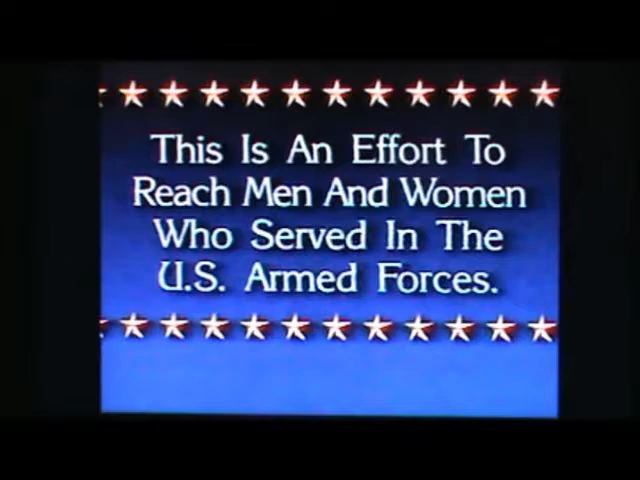 This Is An Effort To
Reach Men And Women
Who Served In The
U.S. Armed Forces.